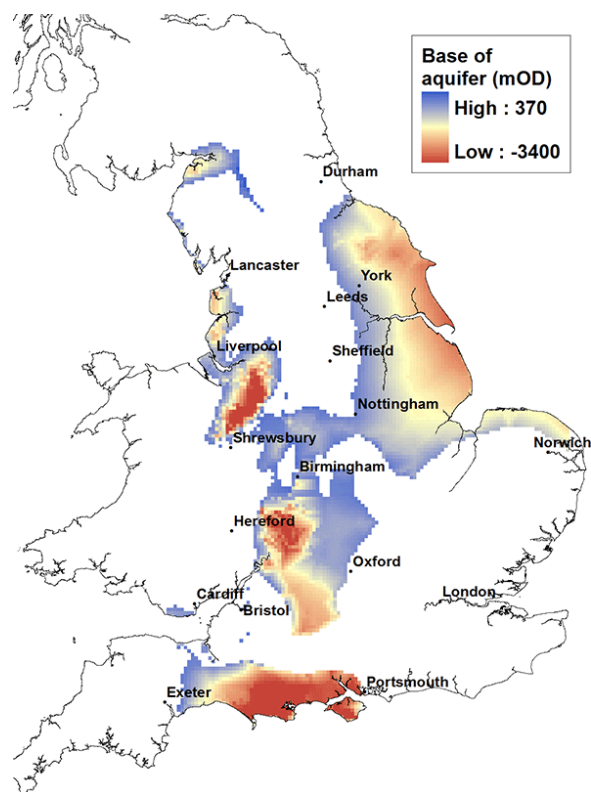 Base of
aquifer (mOD)
High : 370
Low : -3400
Durham
Lancaster
York
Leeds
Liverpool
Sheffield
Nottingham
Shrewsbury
Norwich
Birmingham
Hereford
Oxford
Cardiff
London
Bristol
Portsmouth
Exeter